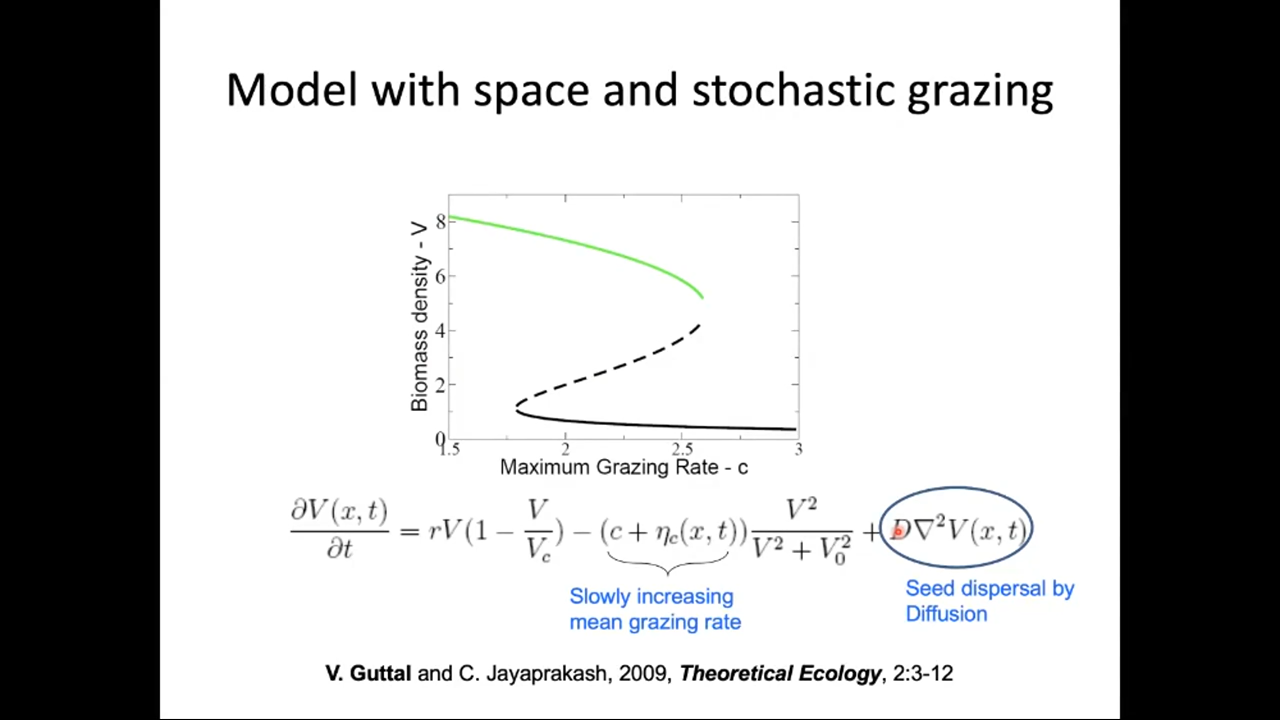 Model with space and stochastic grazing
Biomass density - V
8
6
4
2
0
1.5 2 2.5 3
Maximum Grazing Rate - c
∂V(x, t)/∂t = rV(1 − V/V_c) − (c + η_c(x, t)) V²/(V² + V₀²) + D∇²V(x, t)
Slowly increasing
mean grazing rate
Seed dispersal by
Diffusion
V. Guttal and C. Jayaprakash, 2009, Theoretical Ecology, 2:3-12